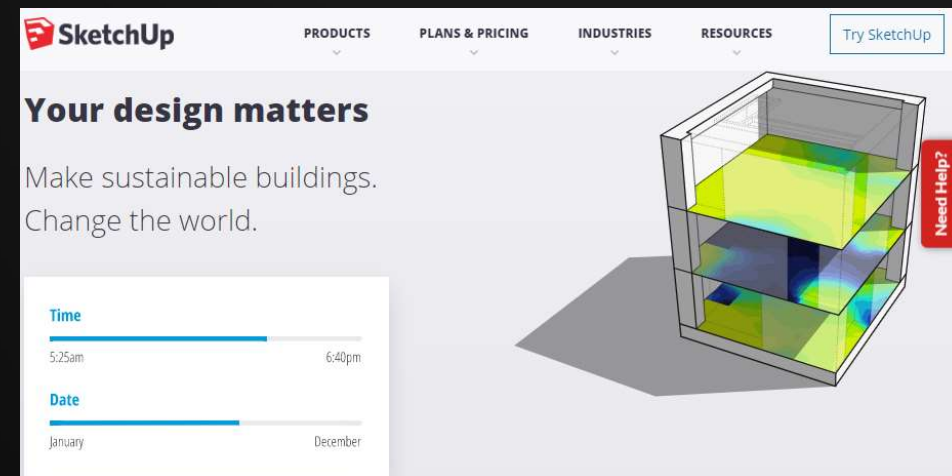 SketchUp
PRODUCTS
PLANS & PRICING
INDUSTRIES
RESOURCES
Try SketchUp
Your design matters
Make sustainable buildings.
Change the world.
Need Help?
Time
5:25am
6:40pm
Date
January
December